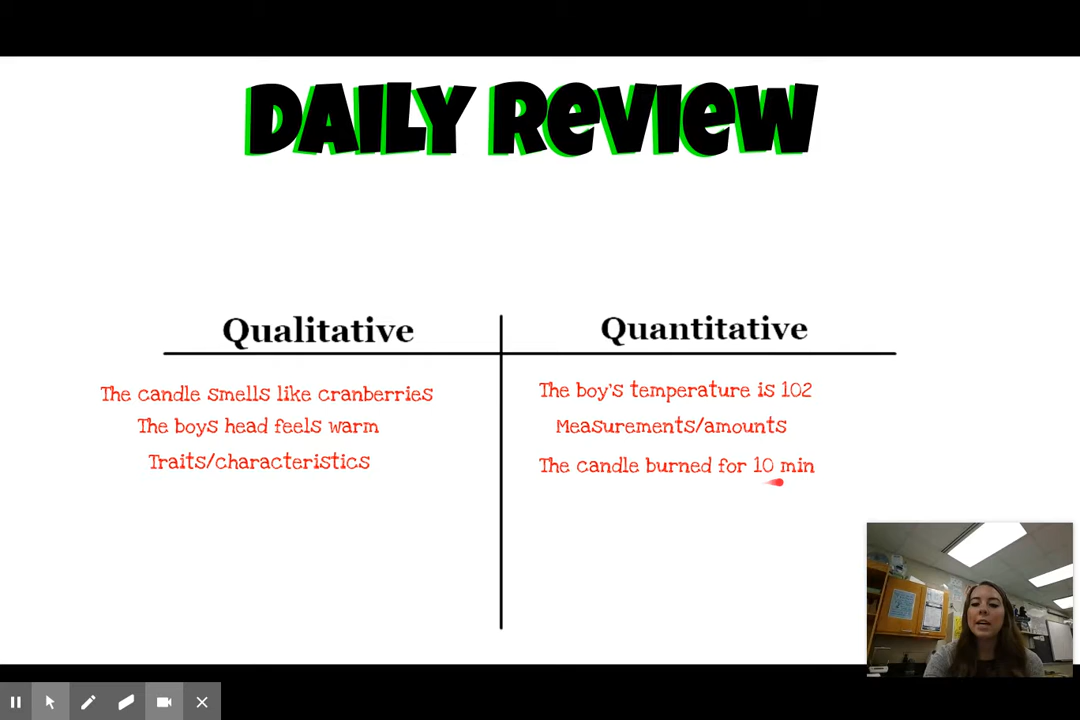 DAILY REVIEW
Qualitative
The candle smells like cranberries
The boys head feels warm
Traits/characteristics
Quantitative
The boy's temperature is 102
Measurements/amounts
The candle burned for 10 min